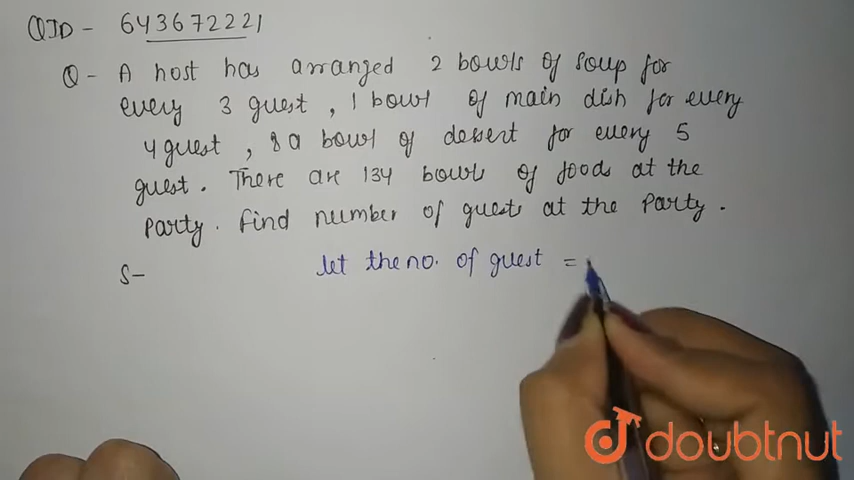 QID - 643672221
Q - A host has arranged 2 bowls of soup for
every 3 guest, 1 bowl of main dish for every
4 guest, & a bowl of dessert for every 5
guest. There are 134 bowls of foods at the
party. find number of guests at the party.
S- let the no. of guest =
doubtnut